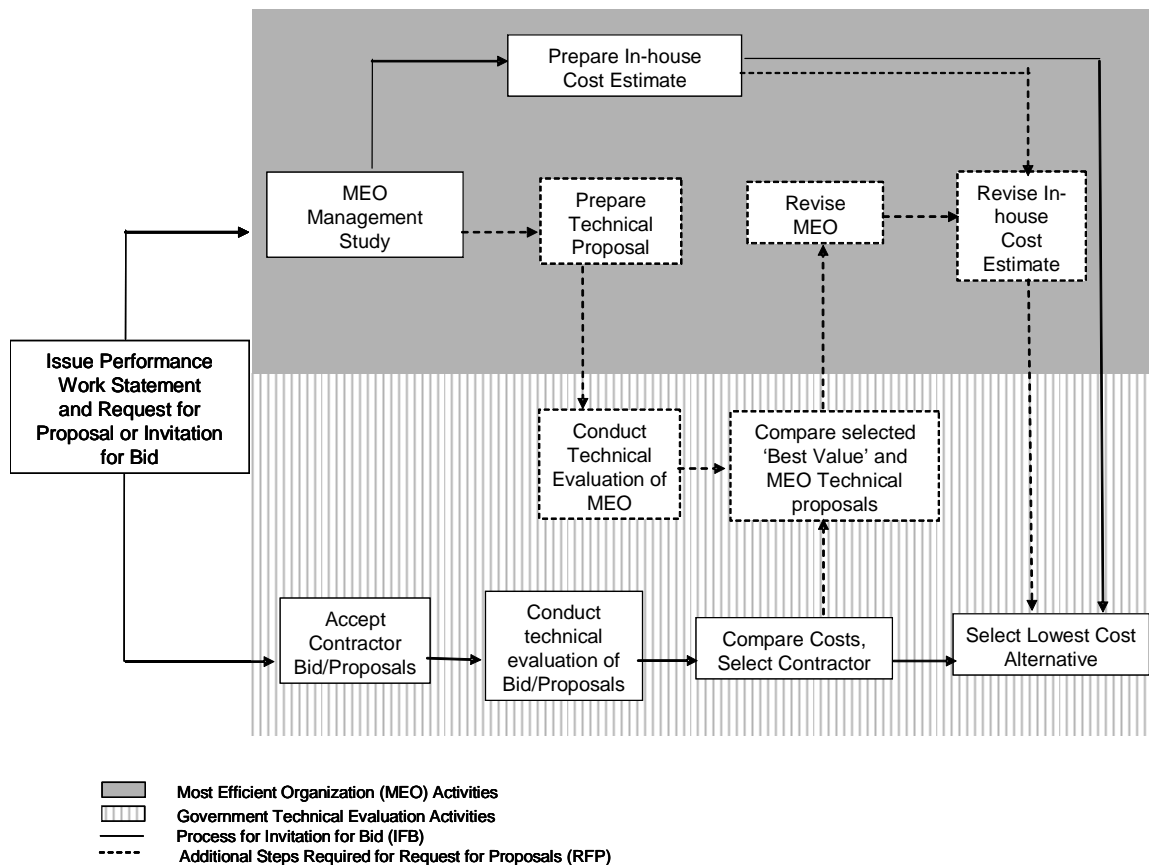 Prepare In-house
Cost Estimate
MEO
Management
Study
Prepare
Technical
Proposal
Revise
MEO
Revise In-
house
Cost
Estimate
Issue Performance
Work Statement
and Request for
Proposal or Invitation
for Bid
Conduct
Technical
Evaluation of
MEO
Compare selected
‘Best Value’ and
MEO Technical
proposals
Accept
Contractor
Bid/Proposals
Conduct
technical
evaluation of
Bid/Proposals
Compare Costs,
Select Contractor
Select Lowest Cost
Alternative
Most Efficient Organization (MEO) Activities
Government Technical Evaluation Activities
Process for Invitation for Bid (IFB)
Additional Steps Required for Request for Proposals (RFP)